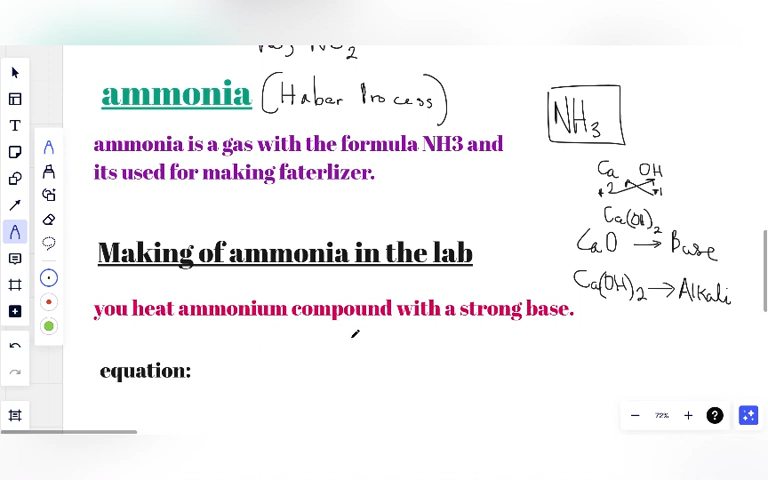 ammonia (Habar Process)
NH3
ammonia is a gas with the formula NH3 and
its used for making faterlizer.
Ca OH
+2 -1
Ca(OH)2
CaO → Base
Ca(OH)2 → Alkali
Making of ammonia in the lab
you heat ammonium compound with a strong base.
equation:
72%